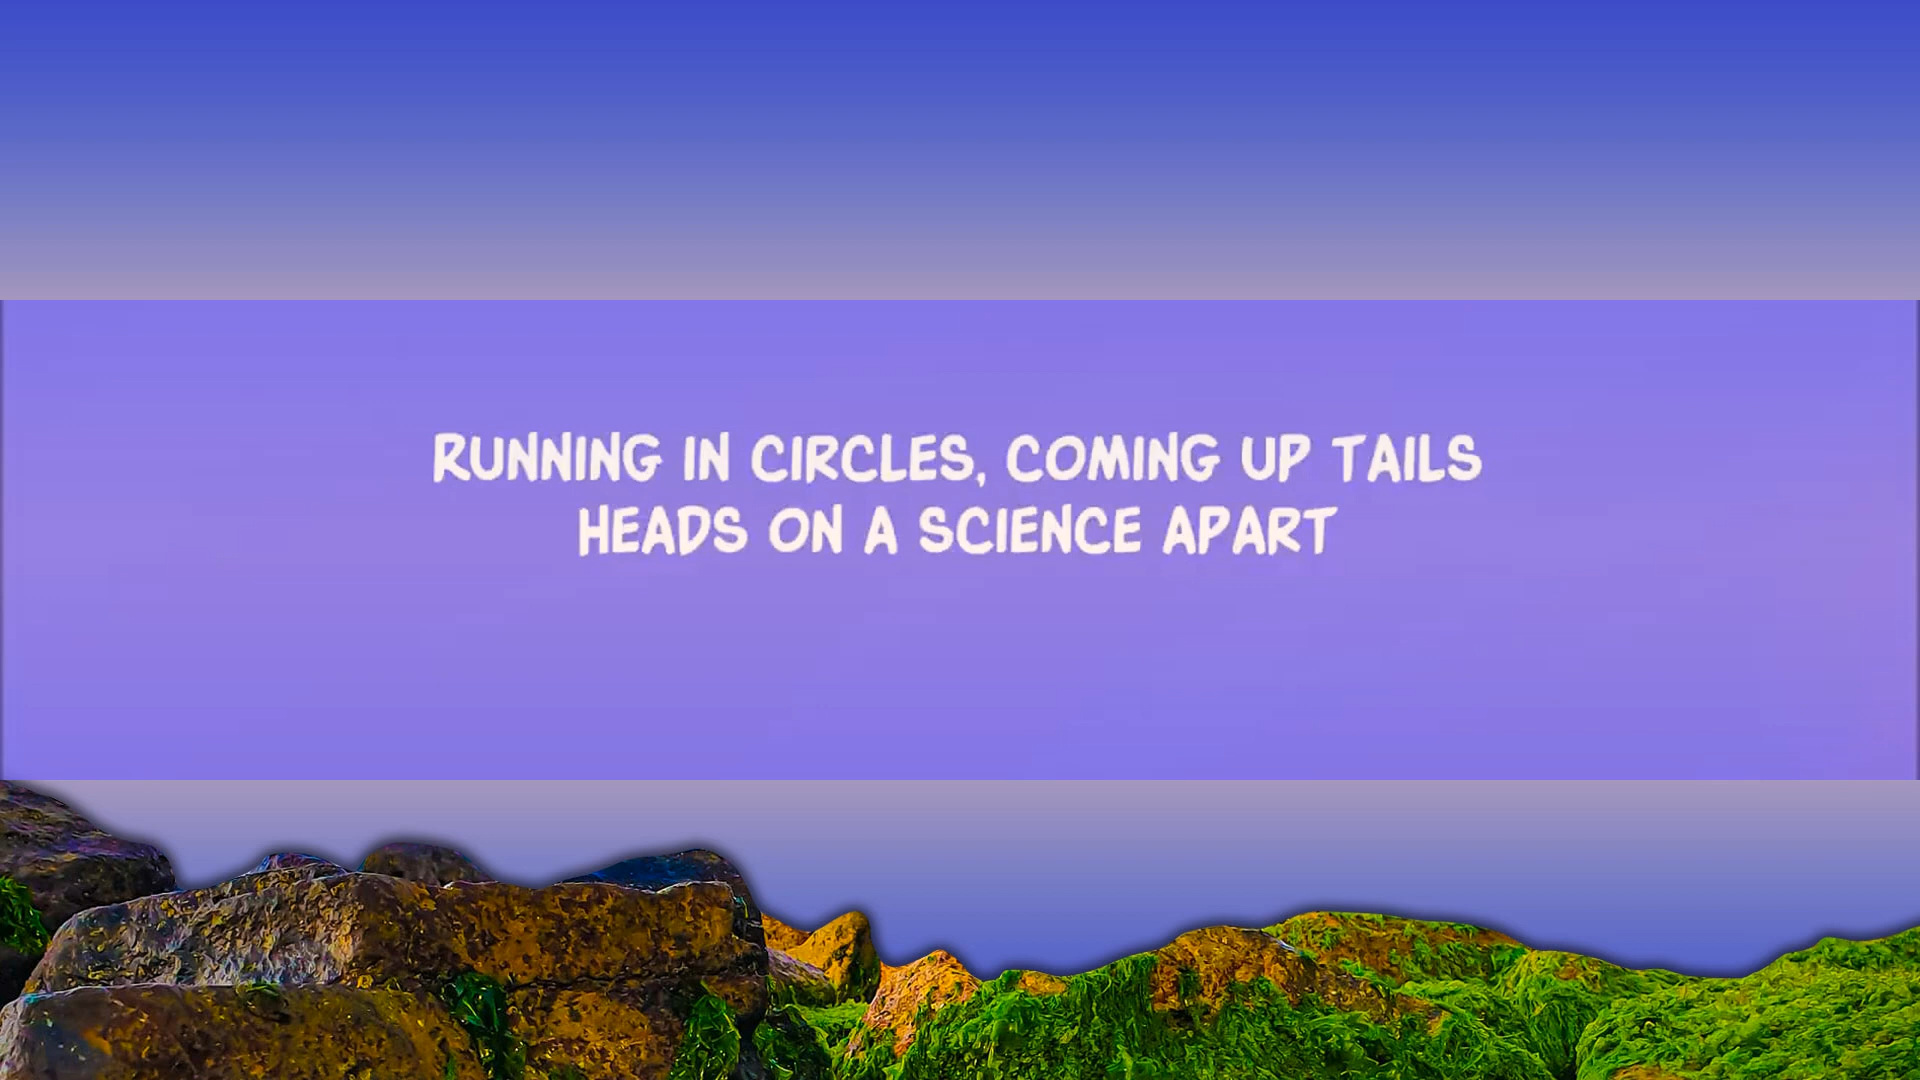 RUNNING IN CIRCLES, COMING UP TAILS
HEADS ON A SCIENCE APART